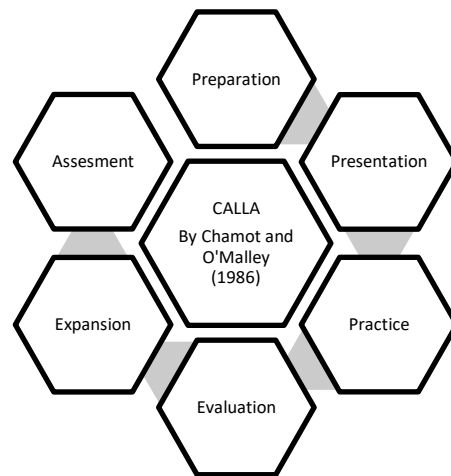 Preparation
Presentation
Practice
Evaluation
Expansion
Assesment
CALLA
By Chamot and
O'Malley
(1986)